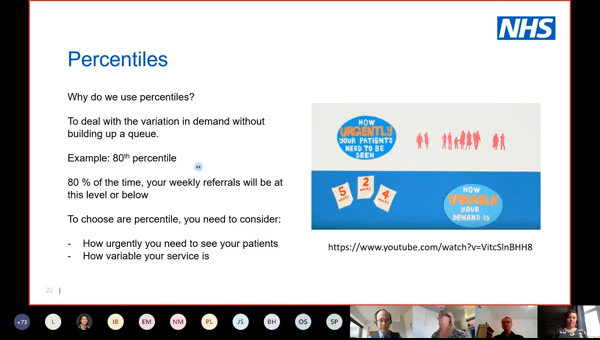 NHS
Percentiles
Why do we use percentiles?
To deal with the variation in demand without
building up a queue.
Example: 80th percentile
80 % of the time, your weekly referrals will be at
this level or below
To choose are percentile, you need to consider:
- How urgently you need to see your patients
- How variable your service is
HOW
URGENTLY
YOUR PATIENTS
NEED TO BE
SEEN
5
WEEKS
2
WEEKS
4
WEEKS
HOW
VARIABLE
YOUR
DEMAND IS
https://www.youtube.com/watch?v=VitcSlnBHH8
22 |
+73
L
IB
EM
NM
PL
JS
BH
OS
SP